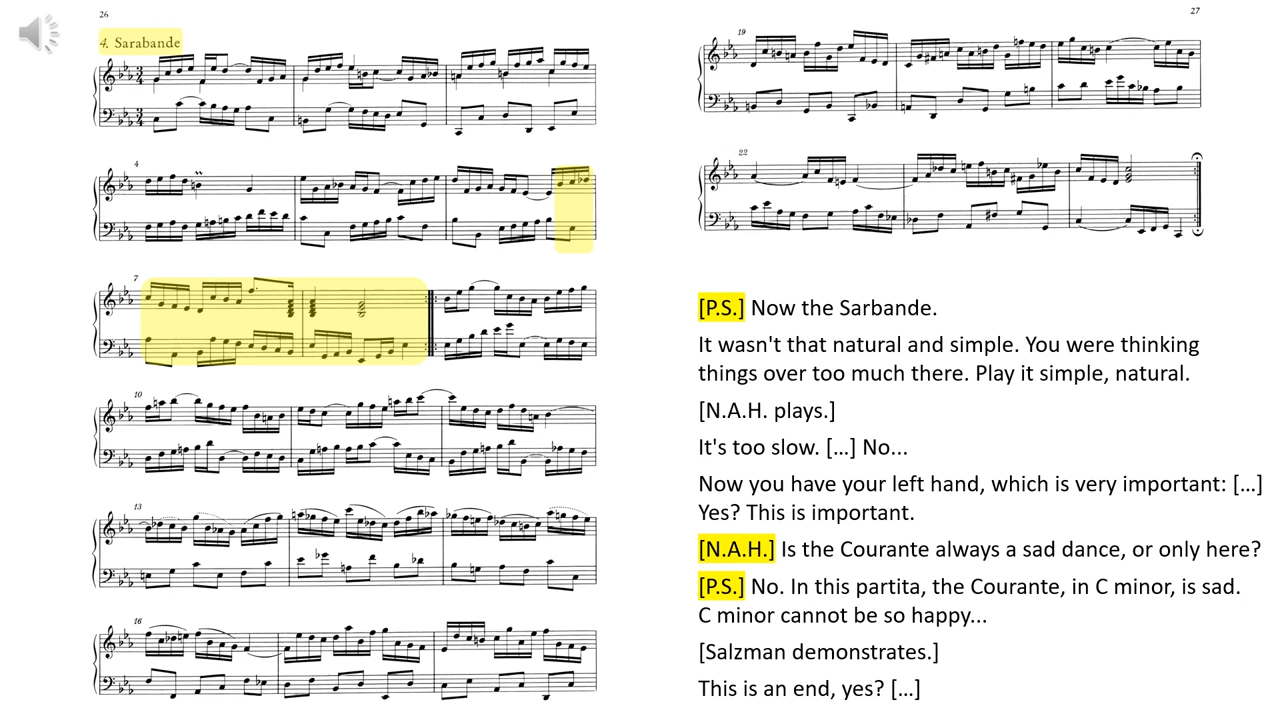 26
4. Sarabande
4
7
10
13
16
27
19
22
[P.S.] Now the Sarbande.
It wasn't that natural and simple. You were thinking
things over too much there. Play it simple, natural.
[N.A.H. plays.]
It's too slow. […] No...
Now you have your left hand, which is very important: […]
Yes? This is important.
[N.A.H.] Is the Courante always a sad dance, or only here?
[P.S.] No. In this partita, the Courante, in C minor, is sad.
C minor cannot be so happy...
[Salzman demonstrates.]
This is an end, yes? […]